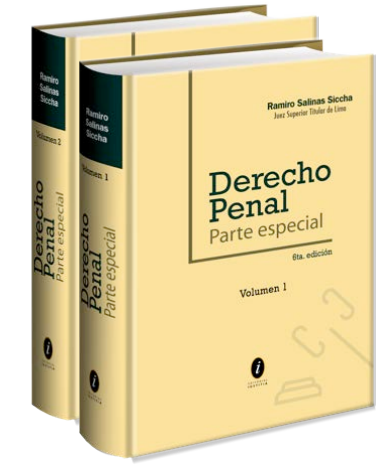 Ramiro
Salinas
Siccha
Volumen 2
Derecho
Penal
Parte especial
Ramiro
Salinas
Siccha
Volumen 1
Derecho
Penal
Parte especial
Ramiro Salinas Siccha
Juez Superior Titular de Lima
Derecho
Penal
Parte especial
6ta. edición
Volumen 1